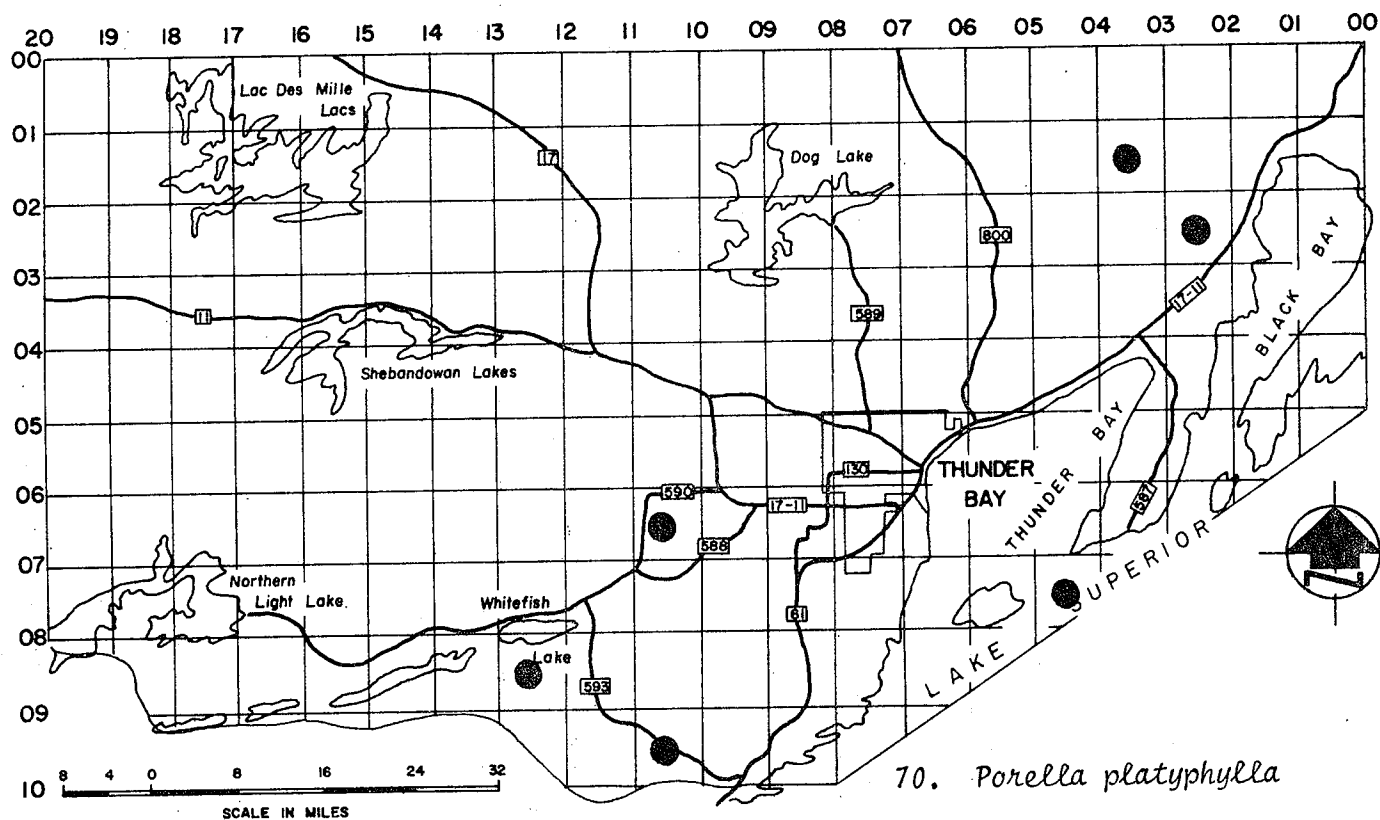 20 19 18 17 16 15 14 13 12 11 10 09 08 07 06 05 04 03 02 01 00
00
01
02
03
04
05
06
07
08
09
10
Lac Des Mille
Lacs
17
Dog Lake
800
589
17-11
BLACK BAY
11
Shebandowan Lakes
130
THUNDER
BAY
THUNDER BAY
587
590
17-11
588
Northern
Light Lake.
Whitefish
Lake
593
61
LAKE SUPERIOR
N
8 4 0 8 16 24 32
SCALE IN MILES
70. Porella platyphylla